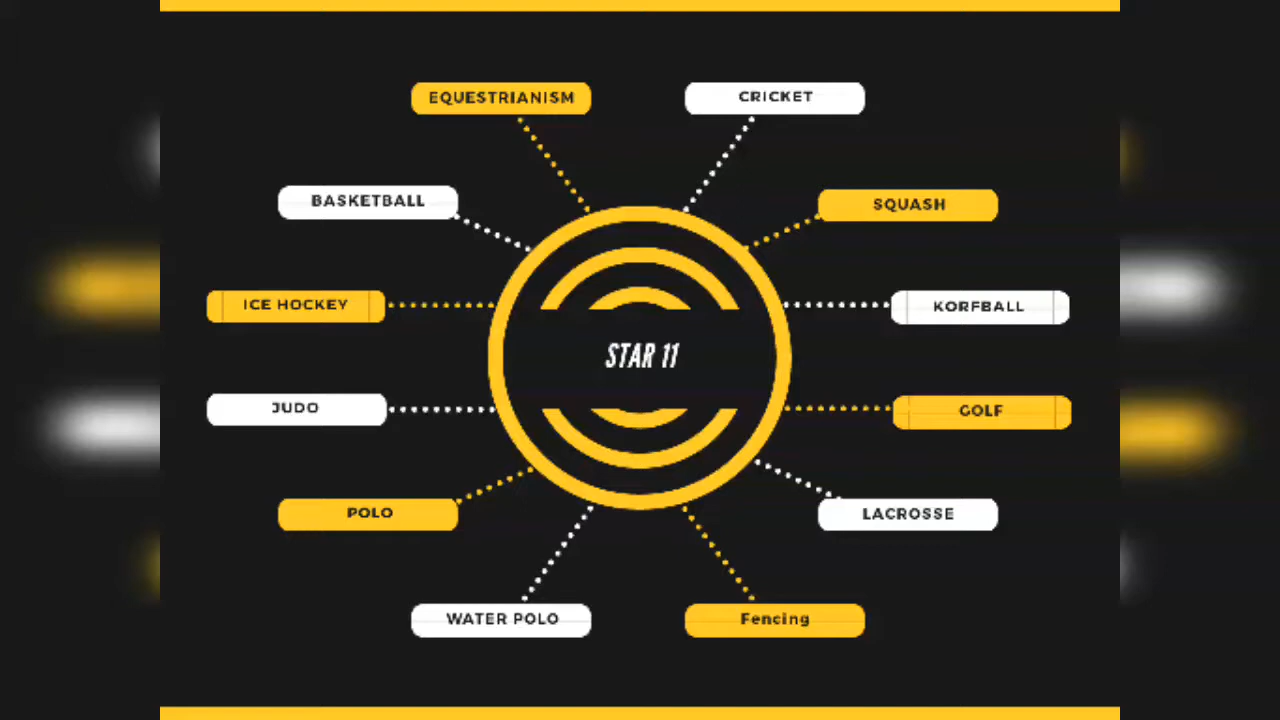 EQUESTRIANISM
CRICKET
BASKETBALL
SQUASH
ICE HOCKEY
KORFBALL
STAR 11
JUDO
GOLF
POLO
LACROSSE
WATER POLO
Fencing